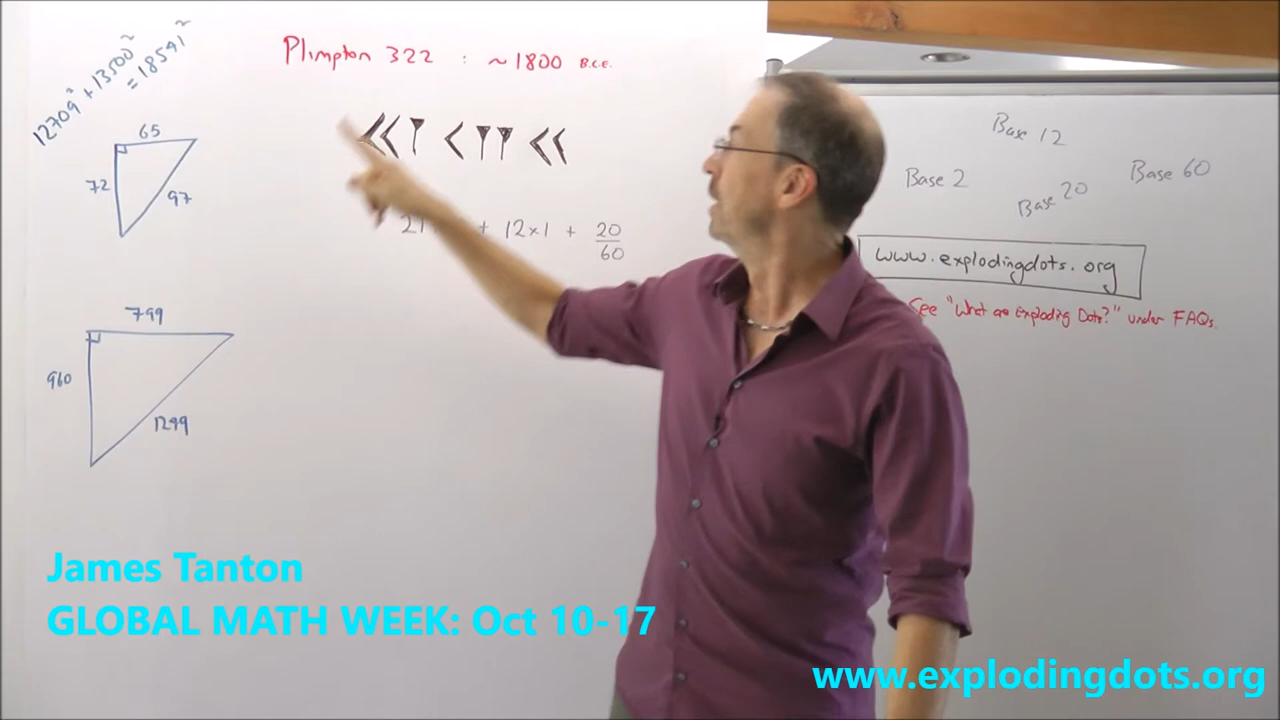 12709² + 13500²
= 18541²
Plimpton 322 : ~1800 B.C.E.
65
72
97
21 + 12×1 + 20/60
799
960
1299
Base 12
Base 2
Base 20
Base 60
www.explodingdots.org
See "What are Exploding Dots?" under FAQs.
James Tanton
GLOBAL MATH WEEK: Oct 10-17
www.explodingdots.org